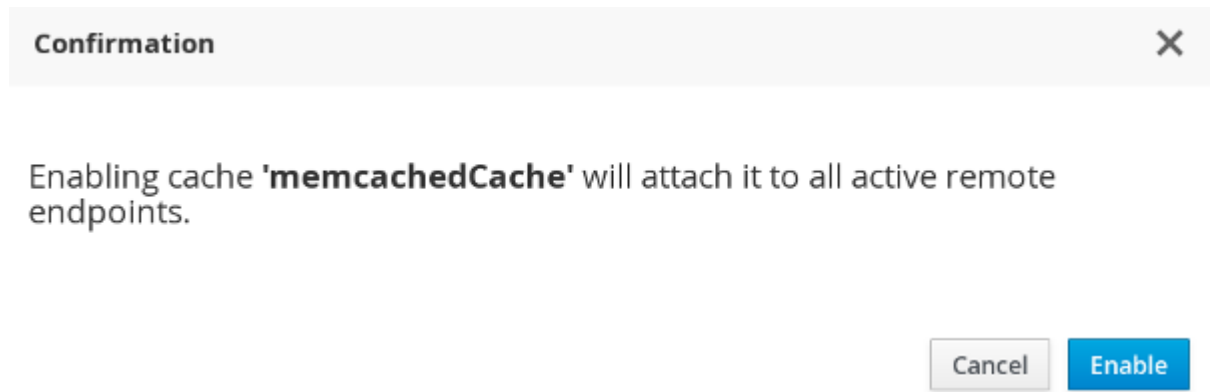 Confirmation
Enabling cache 'memcachedCache' will attach it to all active remote
endpoints.
Cancel Enable